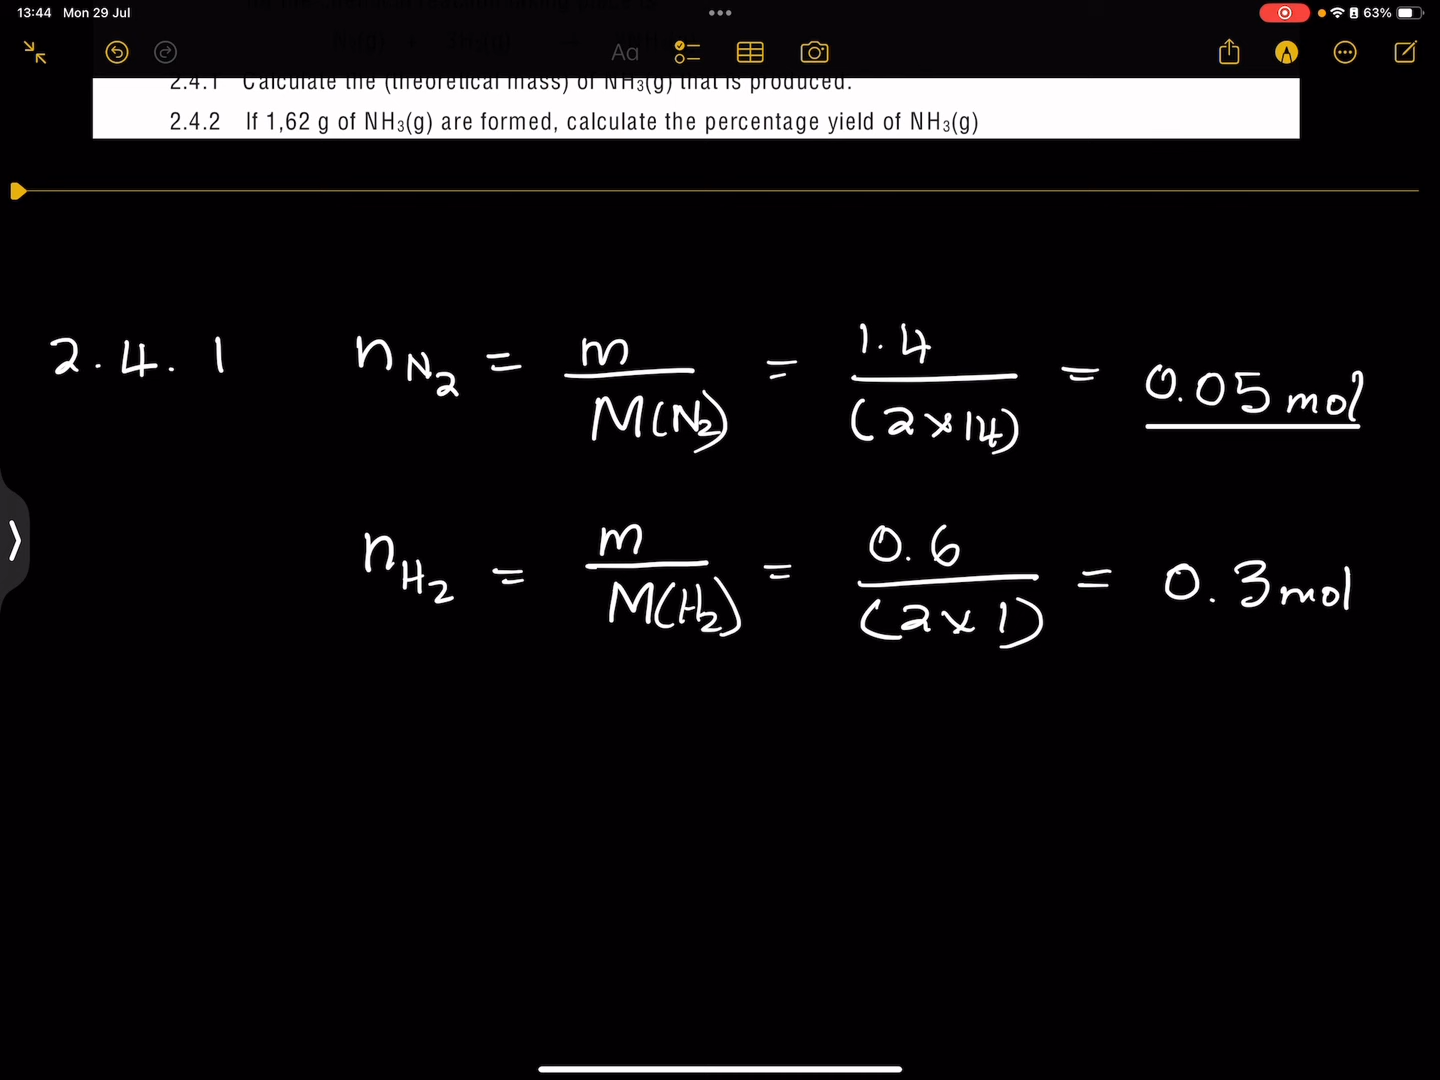 13:44 Mon 29 Jul
63%
Aa
2.4.1 Calculate the (theoretical mass) of NH₃(g) that is produced.
2.4.2 If 1,62 g of NH₃(g) are formed, calculate the percentage yield of NH₃(g)
2.4.1 n N₂ = m / M(N₂) = 1.4 / (2×14) = 0.05 mol
n H₂ = m / M(H₂) = 0.6 / (2×1) = 0.3 mol